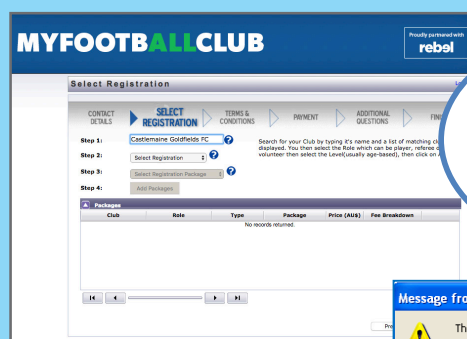 MYFOOTBALLCLUB
Proudly partnered with
rebel
Select Registration
CONTACT DETAILS
SELECT REGISTRATION
TERMS & CONDITIONS
PAYMENT
ADDITIONAL QUESTIONS
Step 1: Castlemaine Goldfields FC ?
Search for your Club by typing it's name and a list of matching
displayed. You then select the Role which can be player, referee
volunteer then select the Level(usually age-based), then click on
Step 2: Select Registration ?
Step 3: Select Registration Package ?
Step 4: Add Packages
Packages
Club Role Type Package Price (AU$) Fee Breakdown
No records returned.
Message